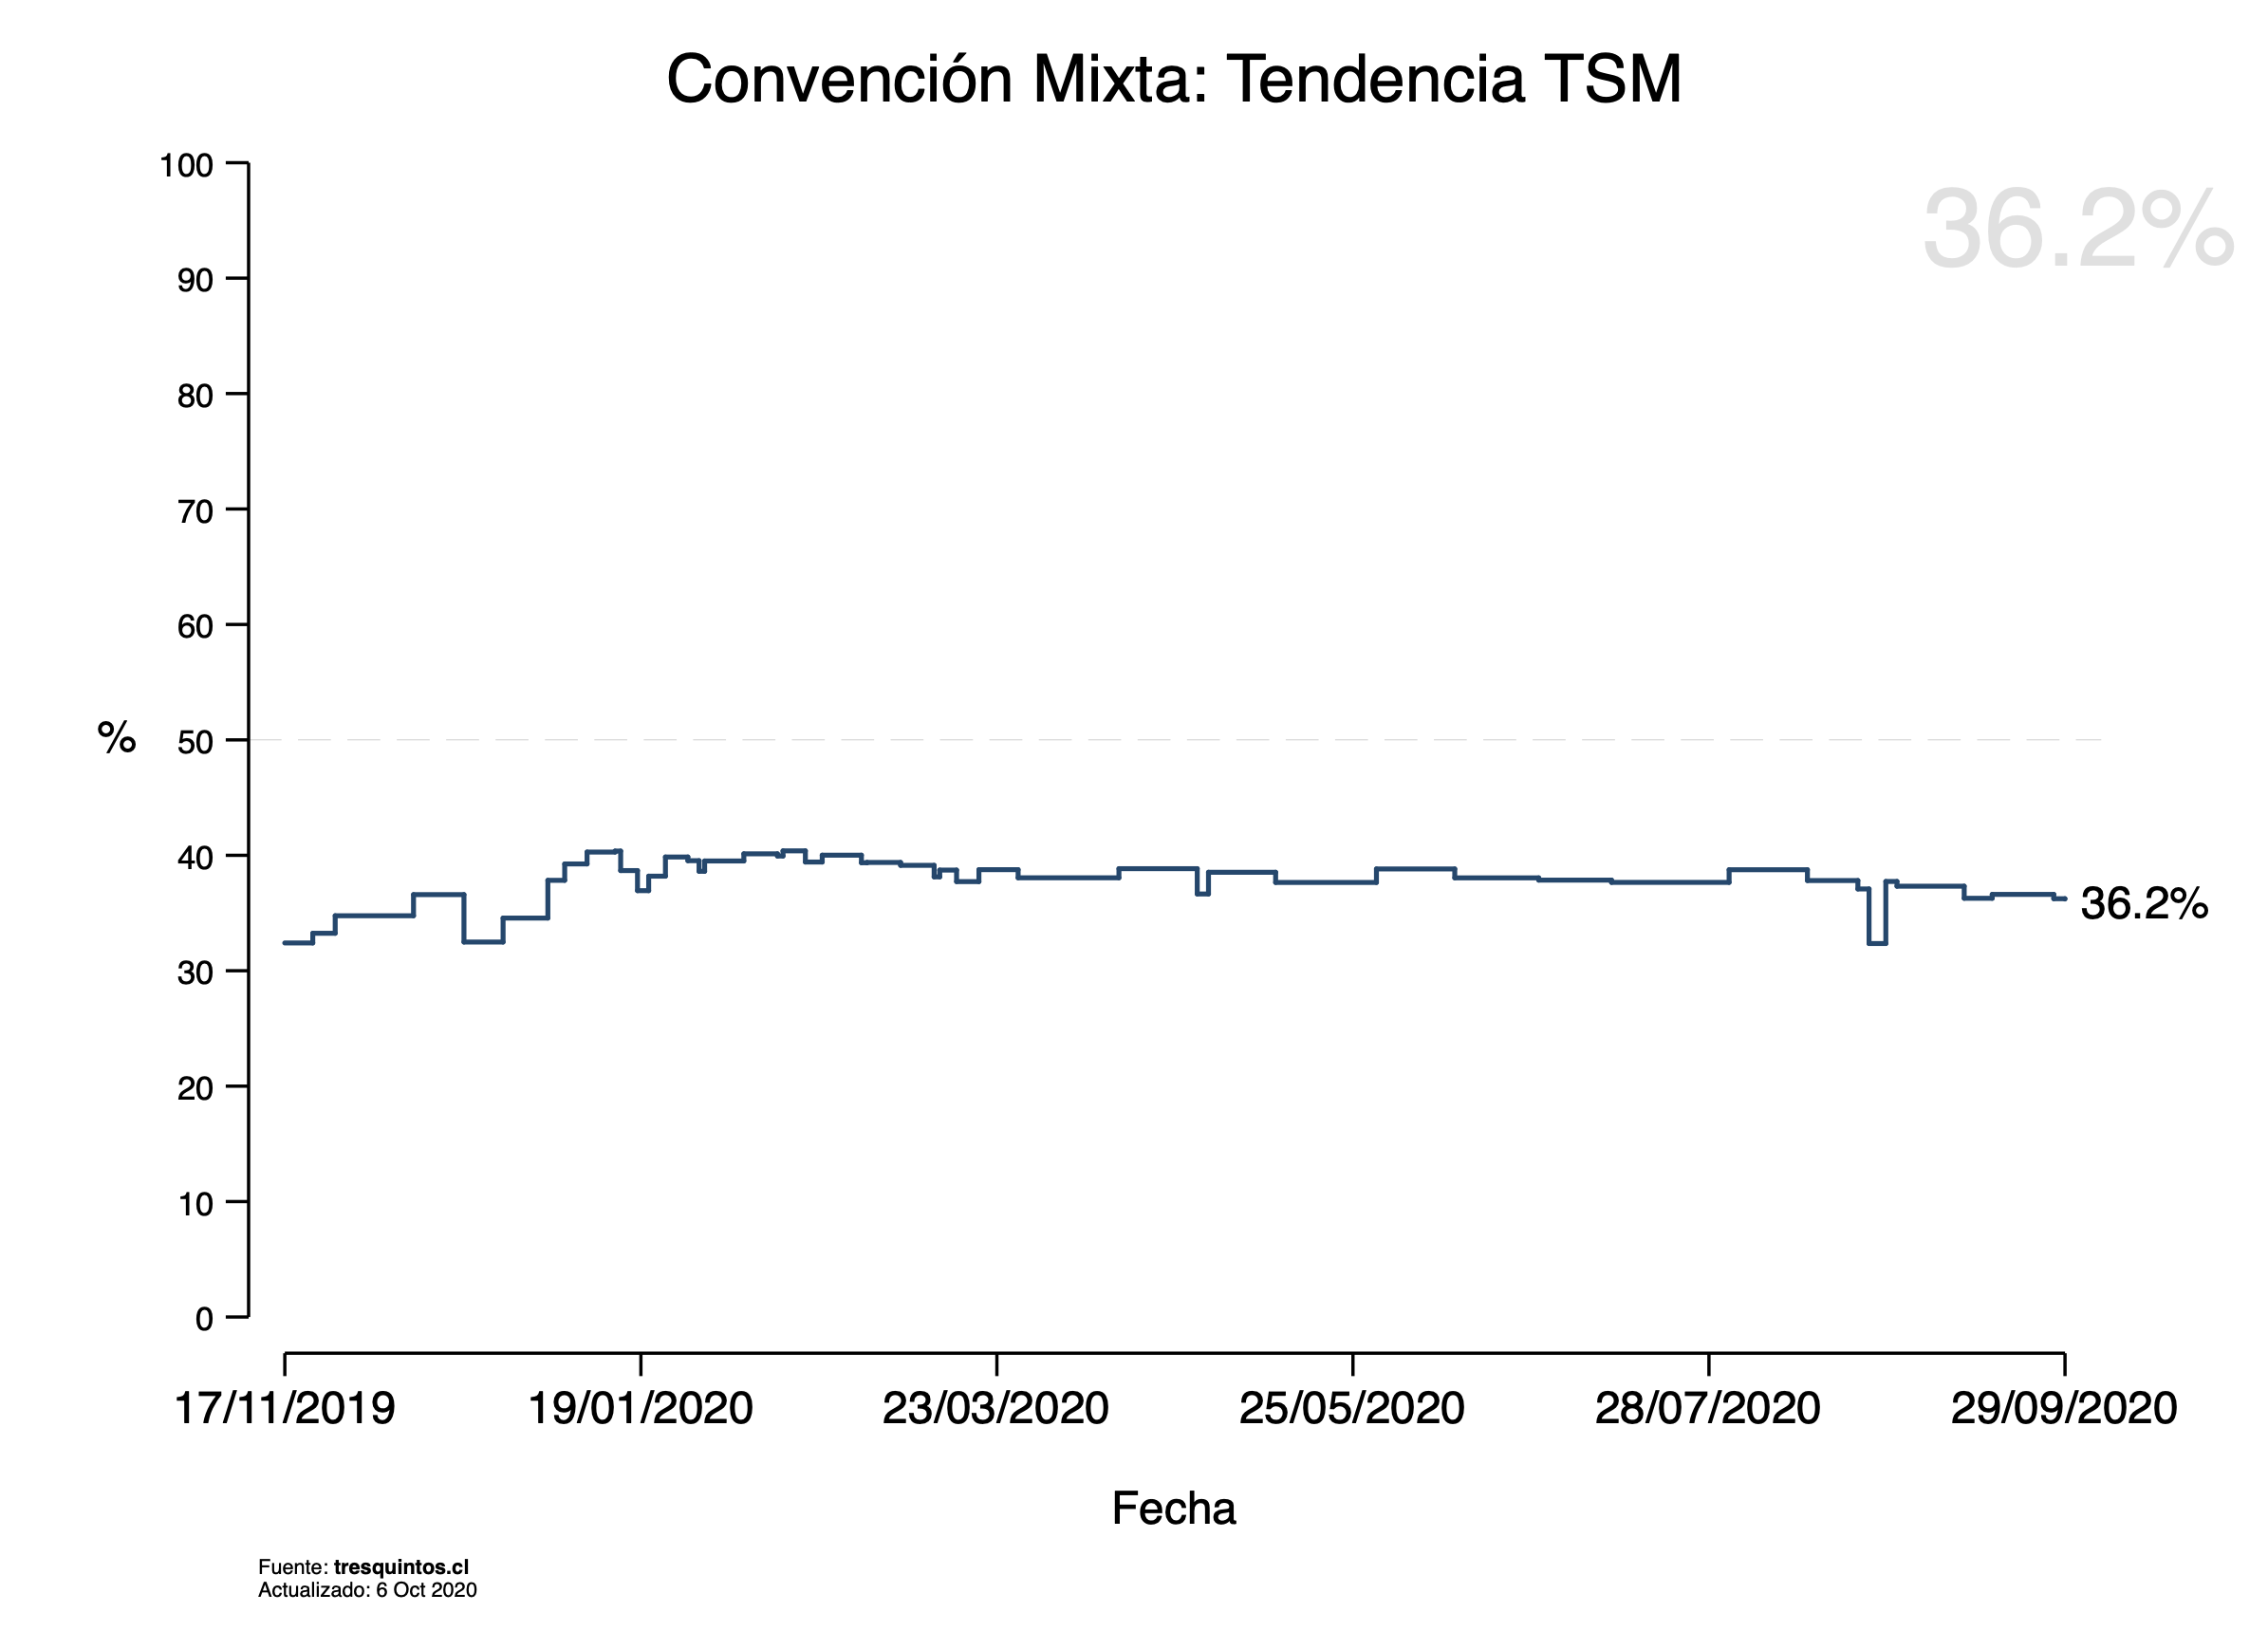 Convención Mixta: Tendencia TSM
36.2%
100
90
80
70
60
%
50
40
36.2%
30
20
10
0
17/11/2019 19/01/2020 23/03/2020 25/05/2020 28/07/2020 29/09/2020
Fecha
Fuente: tresquintos.cl
Actualizado: 6 Oct 2020